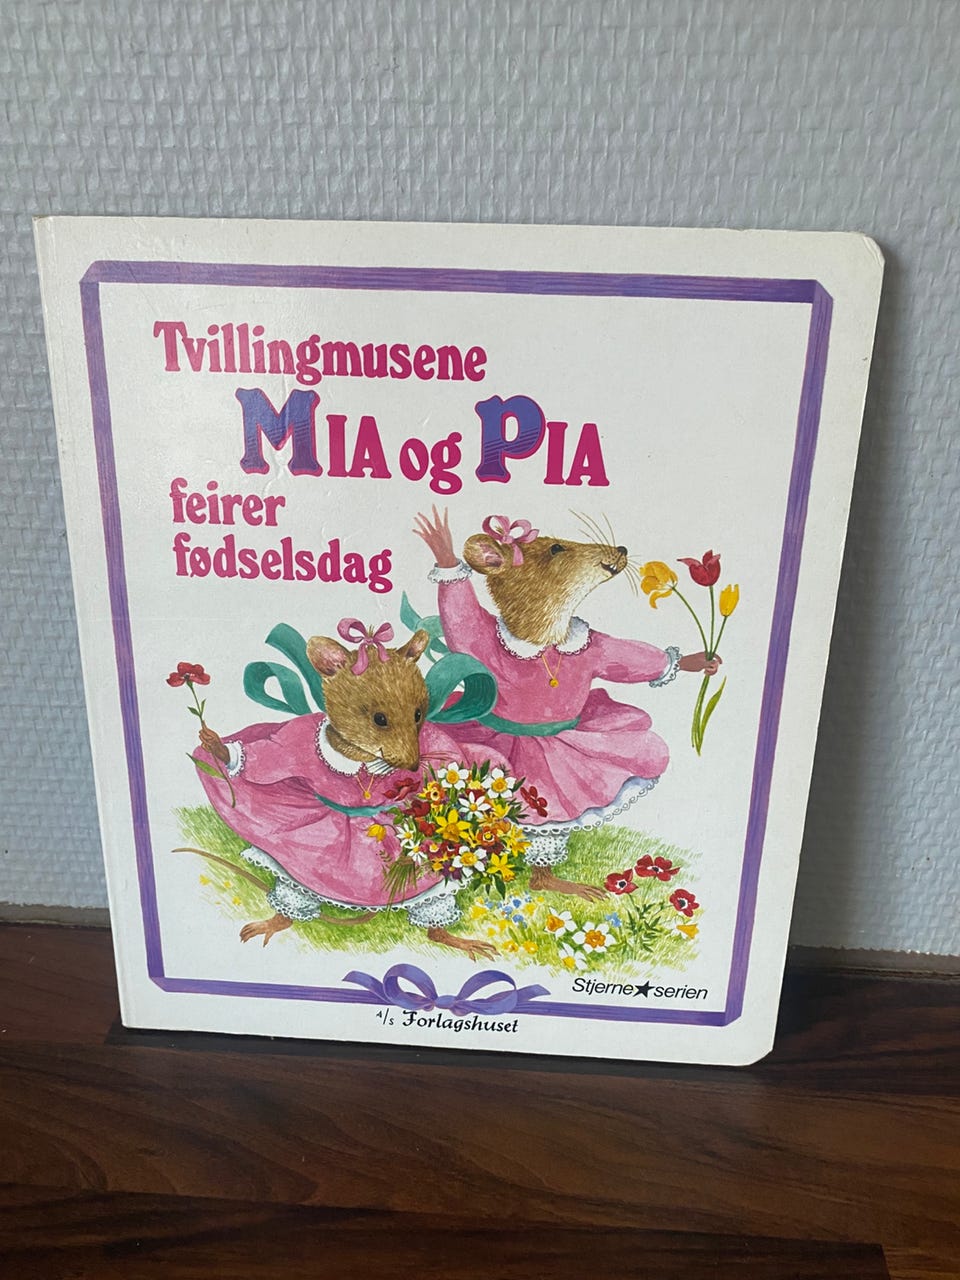 Tvillingmusene
MIA og PIA
feirer
fødselsdag
Stjerne★serien
A/S Forlagshuset